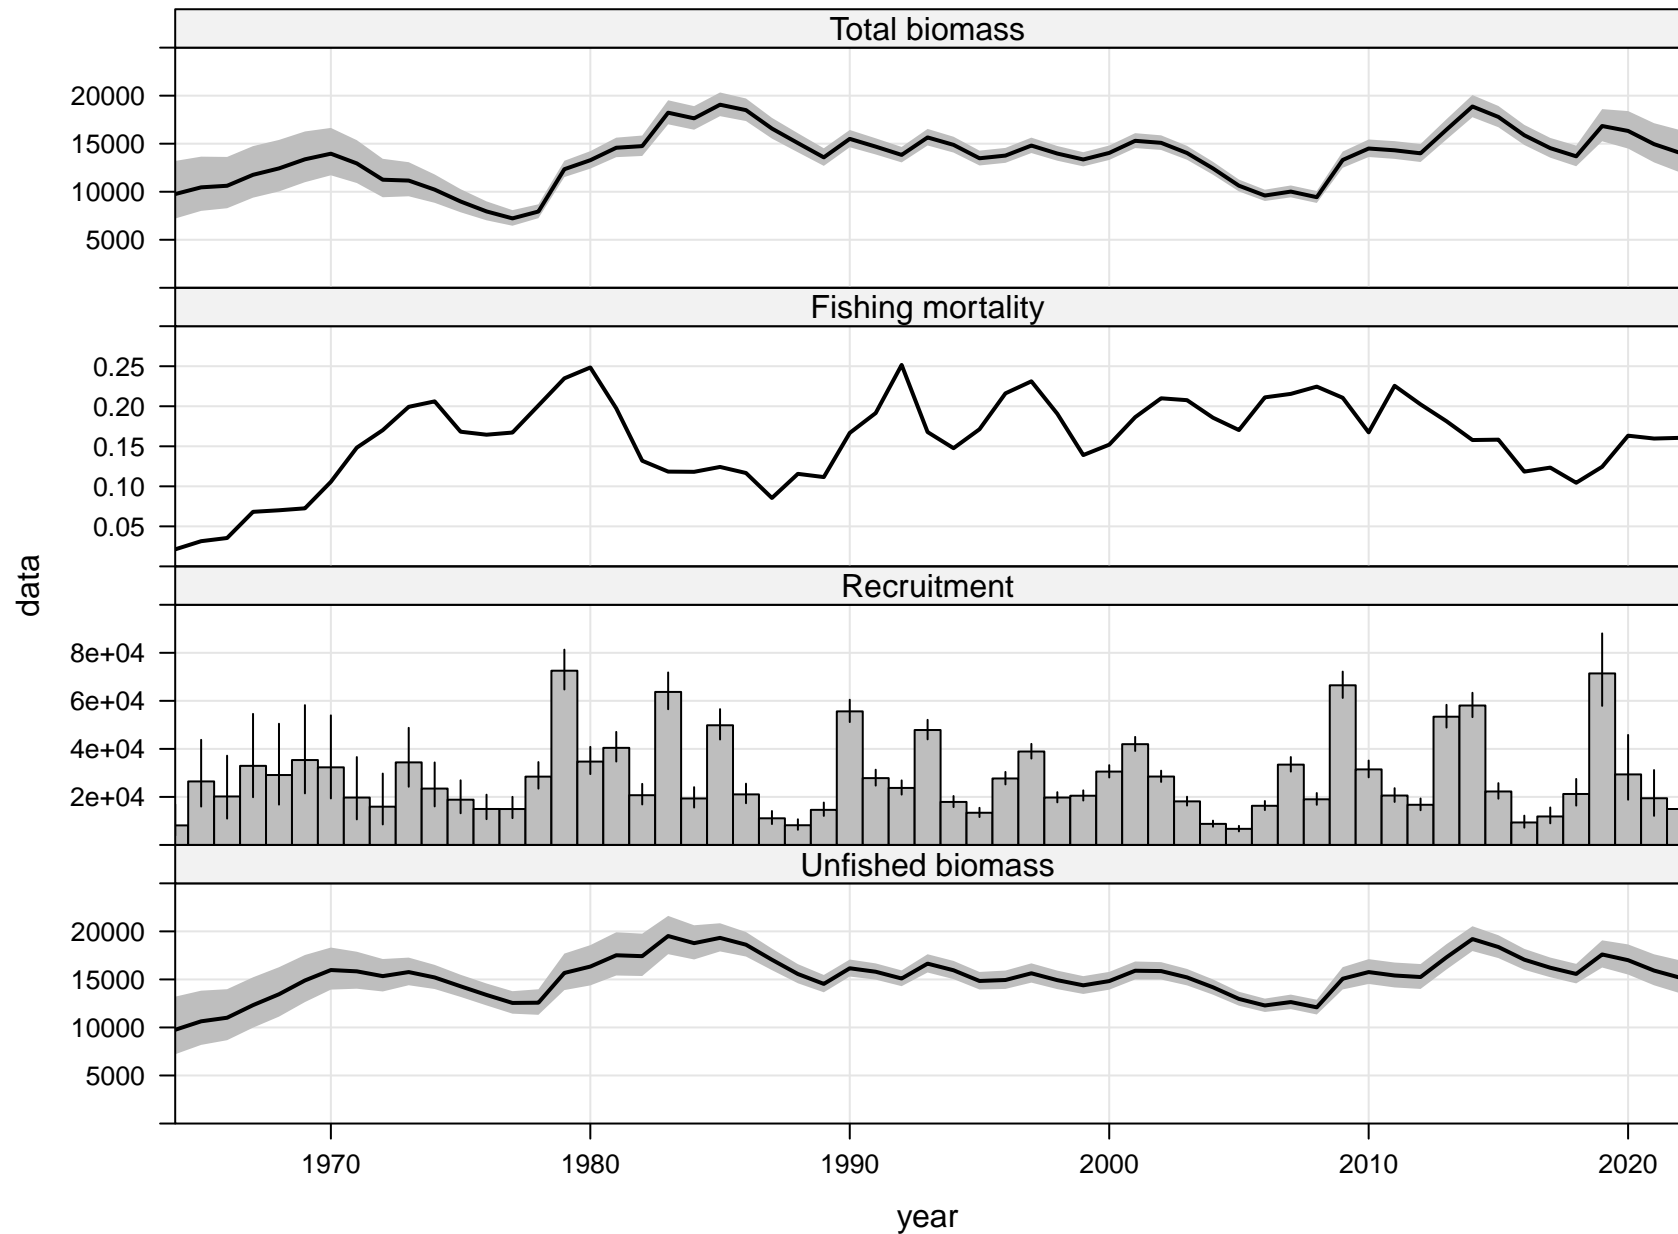 Total biomass
20000
15000
10000
5000
Fishing mortality
0.25
0.20
0.15
0.10
0.05
Recruitment
8e+04
6e+04
4e+04
2e+04
Unfished biomass
20000
15000
10000
5000
data
1970 1980 1990 2000 2010 2020
year